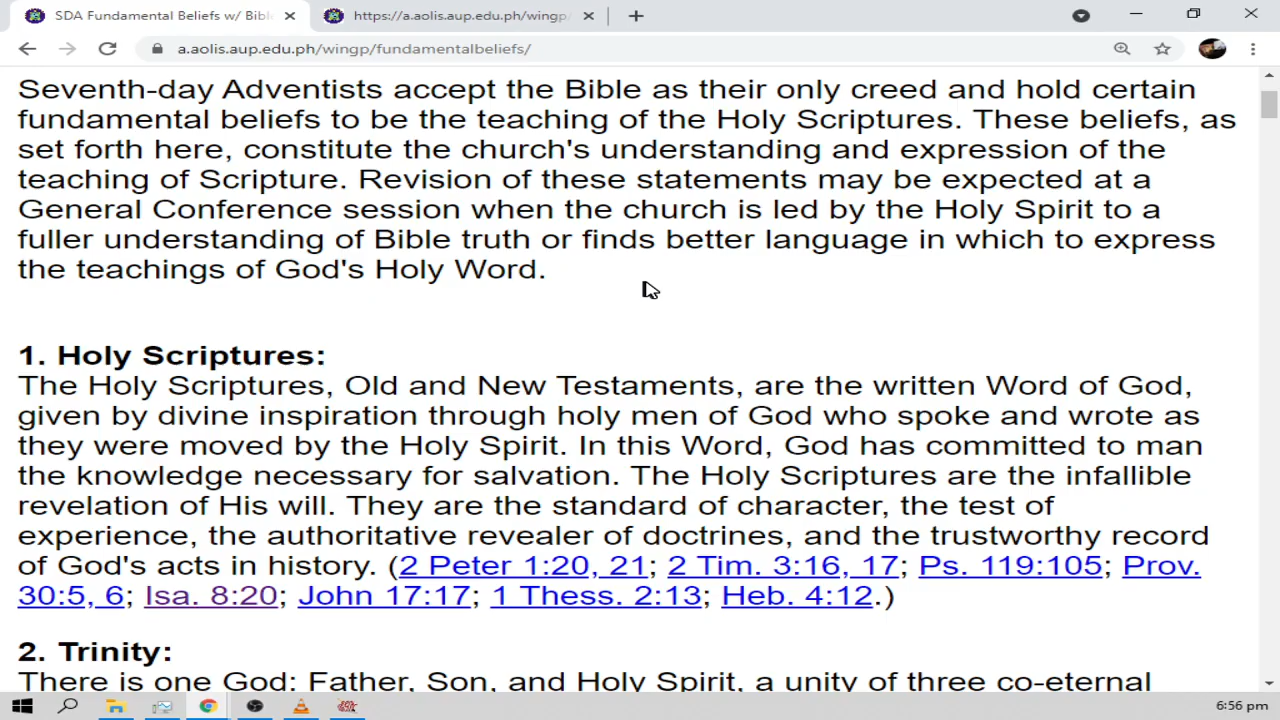 SDA Fundamental Beliefs w/ Bibl
https://a.aolis.aup.edu.ph/wingp/
a.aolis.aup.edu.ph/wingp/fundamentalbeliefs/
Seventh-day Adventists accept the Bible as their only creed and hold certain
fundamental beliefs to be the teaching of the Holy Scriptures. These beliefs, as
set forth here, constitute the church's understanding and expression of the
teaching of Scripture. Revision of these statements may be expected at a
General Conference session when the church is led by the Holy Spirit to a
fuller understanding of Bible truth or finds better language in which to express
the teachings of God's Holy Word.
1. Holy Scriptures:
The Holy Scriptures, Old and New Testaments, are the written Word of God,
given by divine inspiration through holy men of God who spoke and wrote as
they were moved by the Holy Spirit. In this Word, God has committed to man
the knowledge necessary for salvation. The Holy Scriptures are the infallible
revelation of His will. They are the standard of character, the test of
experience, the authoritative revealer of doctrines, and the trustworthy record
of God's acts in history. (2 Peter 1:20, 21; 2 Tim. 3:16, 17; Ps. 119:105; Prov.
30:5, 6; Isa. 8:20; John 17:17; 1 Thess. 2:13; Heb. 4:12.)
2. Trinity:
There is one God: Father, Son, and Holy Spirit, a unity of three co-eternal
6:56 pm